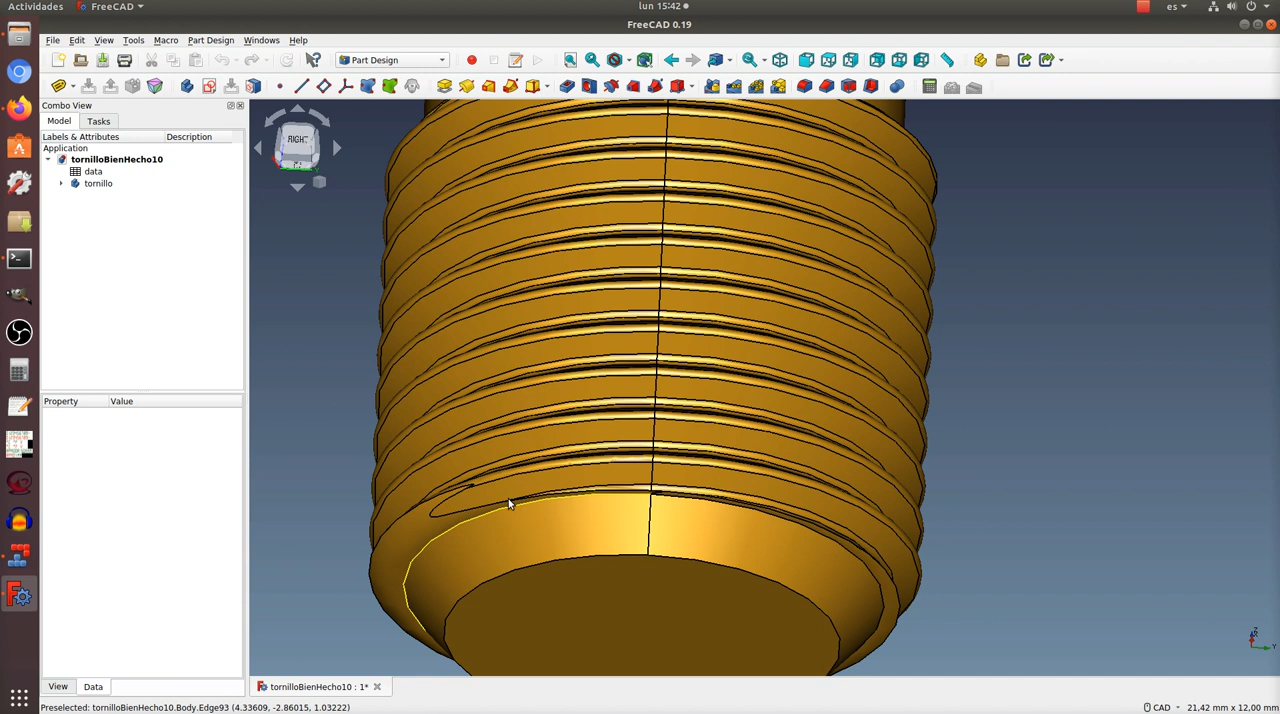 Actividades FreeCAD lun 15:42 es
FreeCAD 0.19
File Edit View Tools Macro Part Design Windows Help
Part Design
Combo View
Model Tasks
Labels & Attributes Description
Application
tornilloBienHecho10
data
tornillo
RIGHT
Property Value
View Data
tornilloBienHecho10 : 1*
Preselected: tornilloBienHecho10.Body.Edge93 (4.33609, -2.86015, 1.03222) CAD 21,42 mm x 12,00 mm